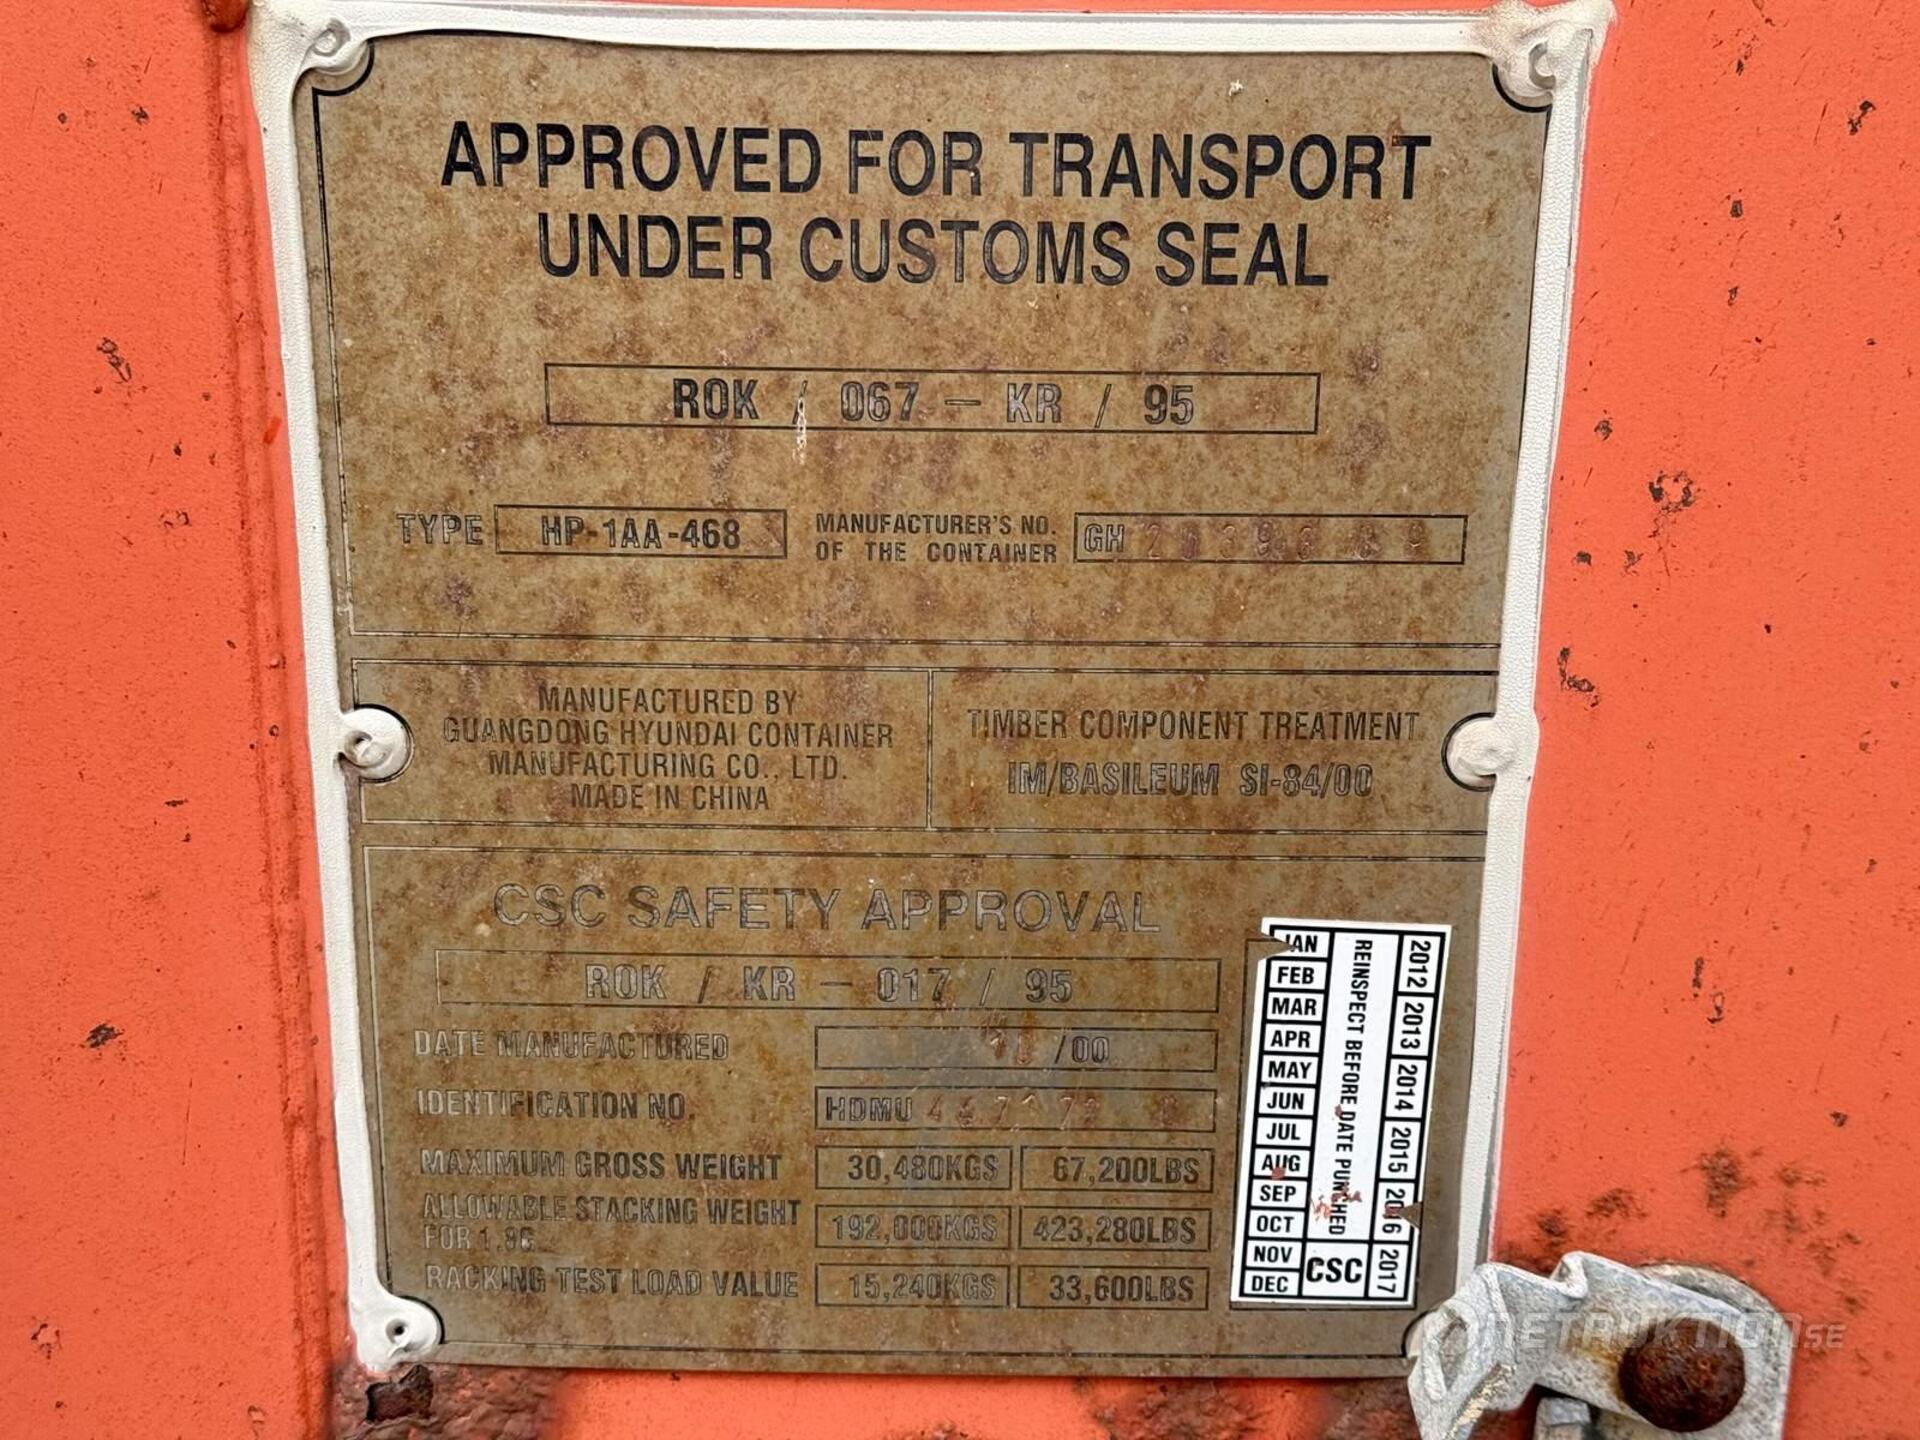 APPROVED FOR TRANSPORT
UNDER CUSTOMS SEAL
ROK / 067 - KR / 95
TYPE HP-1AA-468
MANUFACTURER'S NO.
OF THE CONTAINER
GH
MANUFACTURED BY
GUANGDONG HYUNDAI CONTAINER
MANUFACTURING CO., LTD.
MADE IN CHINA
TIMBER COMPONENT TREATMENT
IM/BASILEUM SI-84/00
CSC SAFETY APPROVAL
ROK / KR - 017 / 95
DATE MANUFACTURED /00
IDENTIFICATION NO. HDMU
MAXIMUM GROSS WEIGHT 30,480KGS 67,200LBS
ALLOWABLE STACKING WEIGHT
FOR 1.8G 192,000KGS 423,280LBS
RACKING TEST LOAD VALUE 15,240KGS 33,600LBS
JAN
FEB
MAR
APR
MAY
JUN
JUL
AUG
SEP
OCT
NOV
DEC
REINSPECT BEFORE DATE PUNCHED
CSC
2012
2013
2014
2015
2016
2017